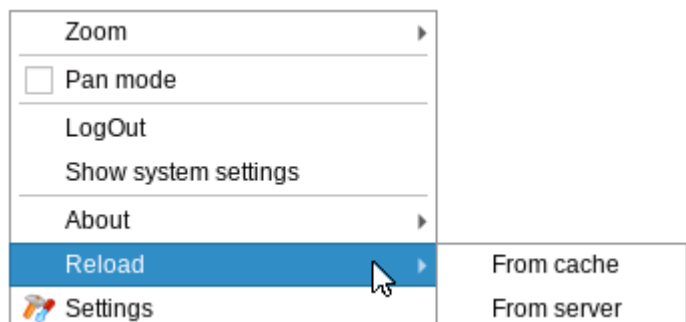 Zoom
Pan mode
LogOut
Show system settings
About
Reload
From cache
Settings
From server